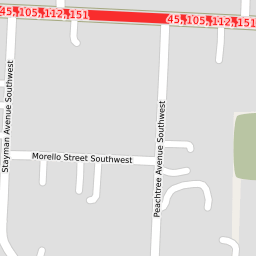 45, 105, 112, 151
45, 105, 112, 151
Stayman Avenue Southwest
Morello Street Southwest
Peachtree Avenue Southwest